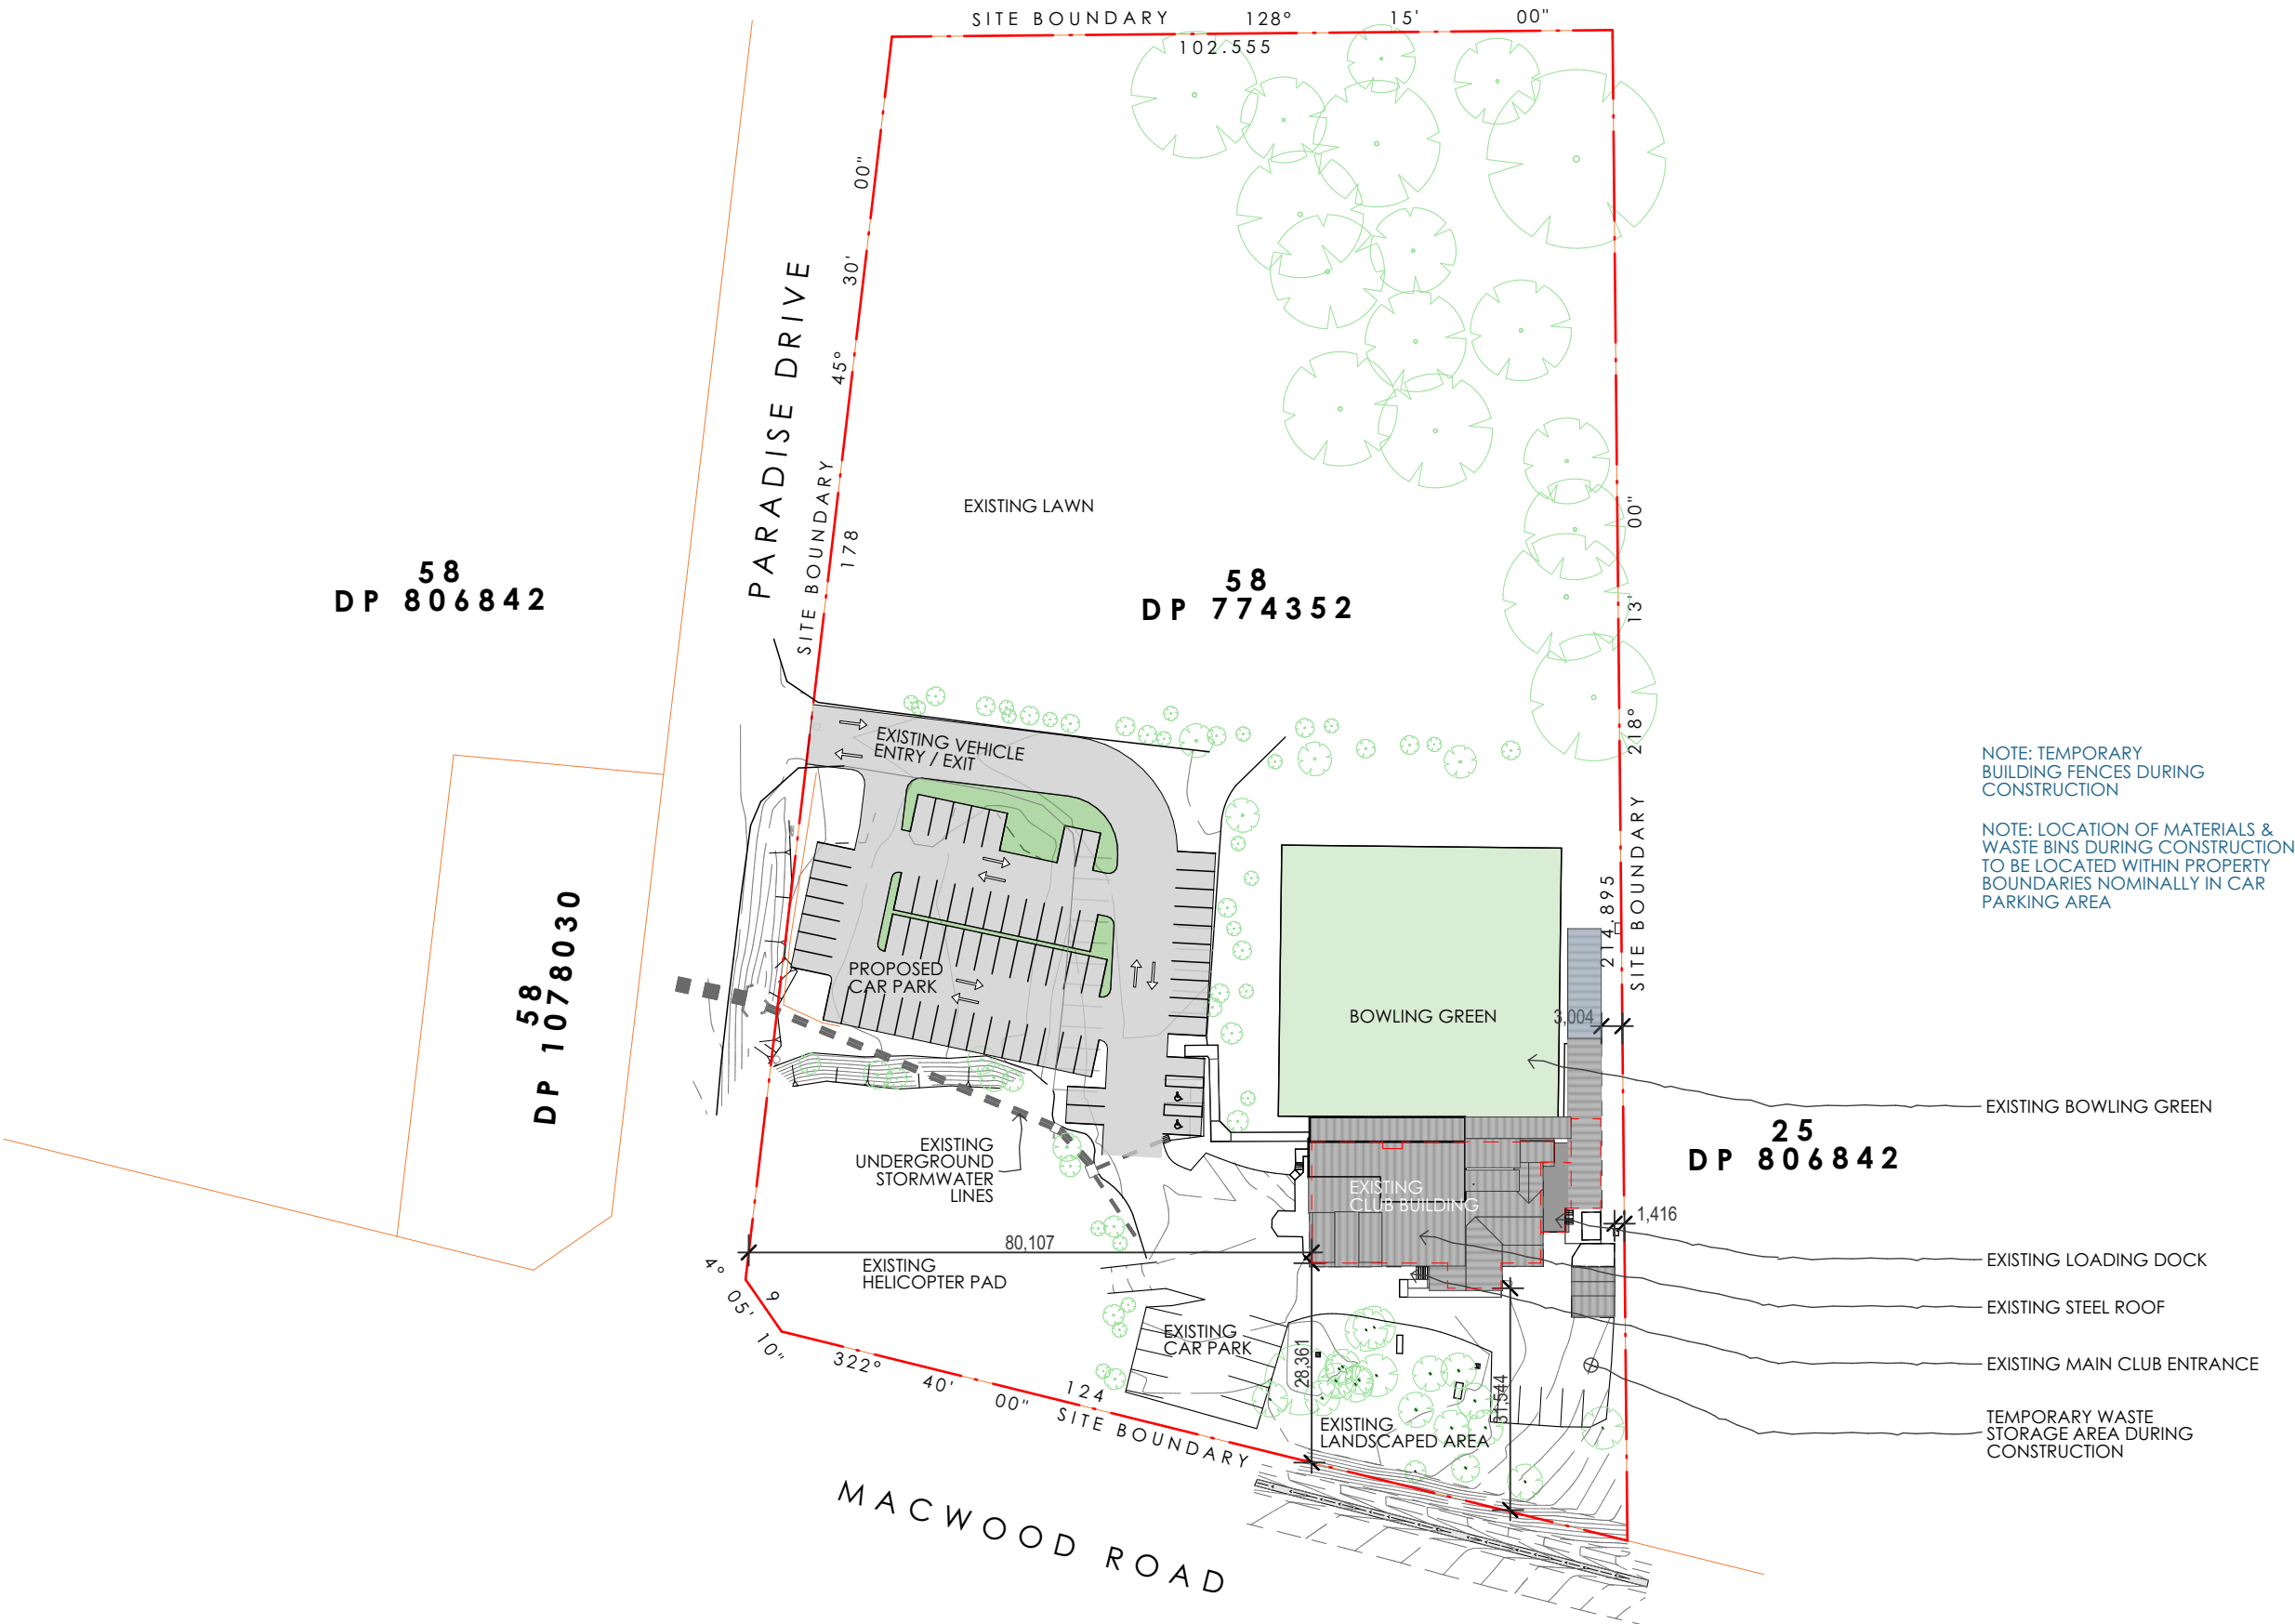 SITE BOUNDARY 128° 15' 00"
102.555
00"
30'
45°
PARADISE DRIVE
SITE BOUNDARY
178
EXISTING LAWN
58
DP 806842
58
DP 774352
00"
13'
218°
SITE BOUNDARY
214.895
NOTE: TEMPORARY
BUILDING FENCES DURING
CONSTRUCTION
NOTE: LOCATION OF MATERIALS &
WASTE BINS DURING CONSTRUCTION
TO BE LOCATED WITHIN PROPERTY
BOUNDARIES NOMINALLY IN CAR
PARKING AREA
EXISTING VEHICLE
ENTRY / EXIT
58
DP 1078030
PROPOSED
CAR PARK
BOWLING GREEN
3,004
EXISTING BOWLING GREEN
25
DP 806842
EXISTING
UNDERGROUND
STORMWATER
LINES
EXISTING
CLUB BUILDING
1,416
80,107
EXISTING
HELICOPTER PAD
EXISTING LOADING DOCK
EXISTING STEEL ROOF
EXISTING MAIN CLUB ENTRANCE
4° 05' 10"
9
EXISTING
CAR PARK
28,361
31,544
322° 40' 00"
124
SITE BOUNDARY
EXISTING
LANDSCAPED AREA
TEMPORARY WASTE
STORAGE AREA DURING
CONSTRUCTION
MACWOOD ROAD